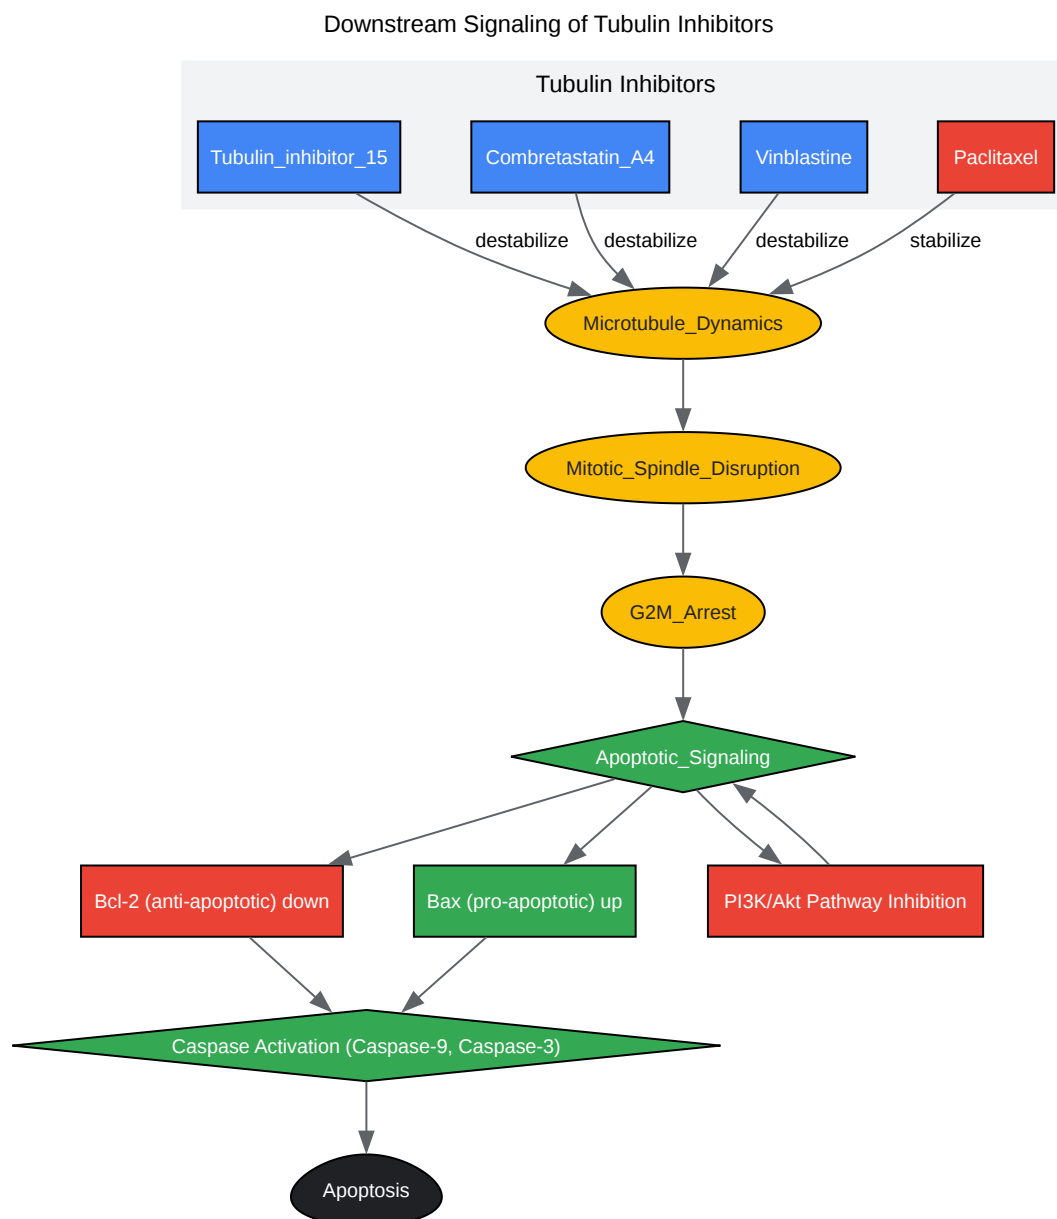 Downstream Signaling of Tubulin Inhibitors
Tubulin Inhibitors
Tubulin_inhibitor_15
Combretastatin_A4
Vinblastine
Paclitaxel
destabilize
destabilize
destabilize
stabilize
Microtubule_Dynamics
Mitotic_Spindle_Disruption
G2M_Arrest
Apoptotic_Signaling
Bcl-2 (anti-apoptotic) down
Bax (pro-apoptotic) up
PI3K/Akt Pathway Inhibition
Caspase Activation (Caspase-9, Caspase-3)
Apoptosis